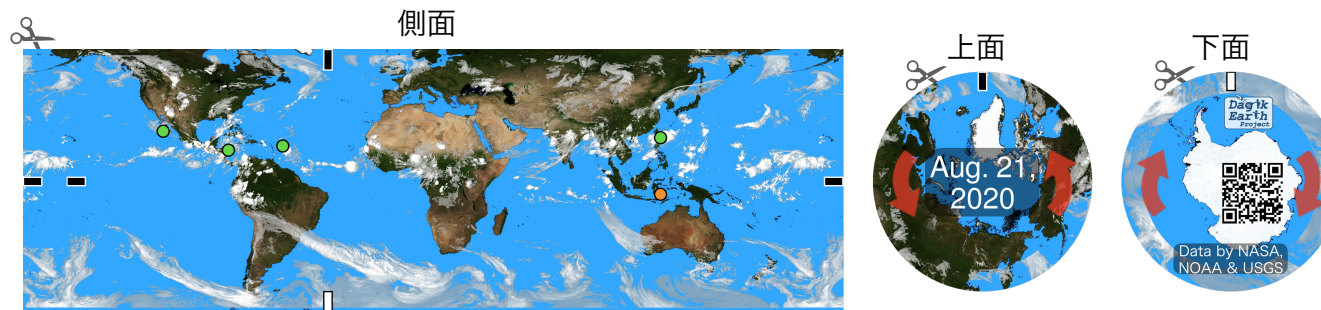 側面
上面
下面
Aug. 21,
2020
Dagik
Earth
Project
Data by NASA,
NOAA & USGS